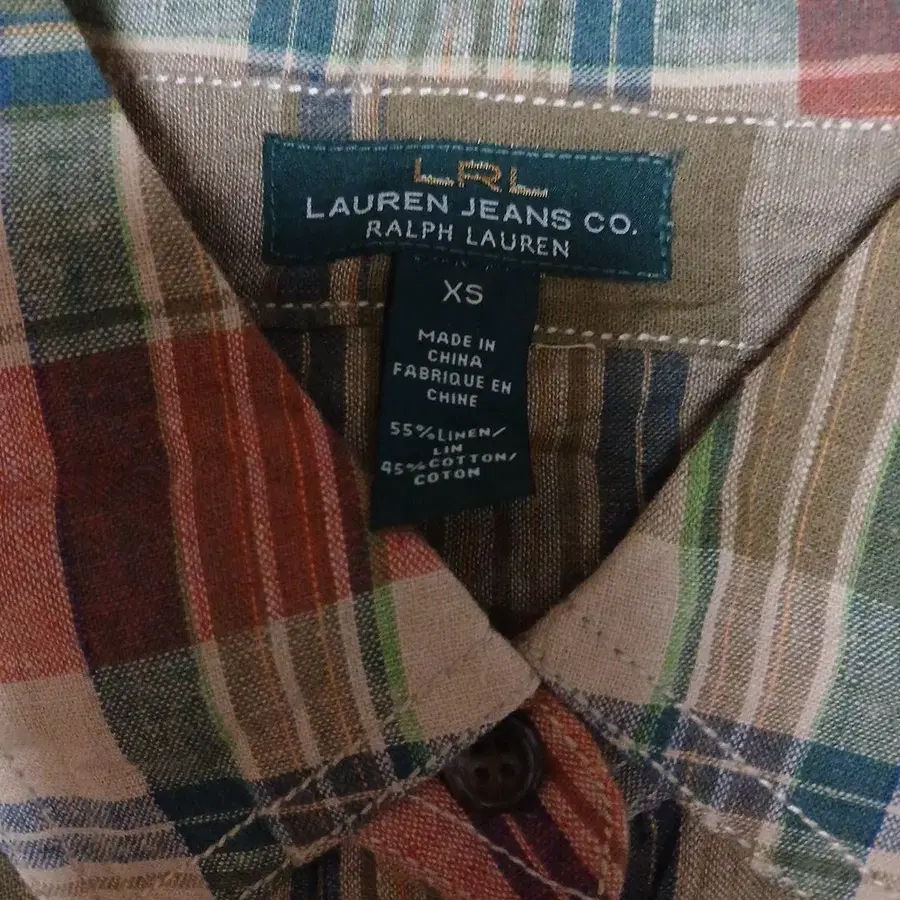 LRL
LAUREN JEANS CO.
RALPH LAUREN
XS
MADE IN
CHINA
FABRIQUE EN
CHINE
55%LINEN/
LIN
45%COTTON/
COTON